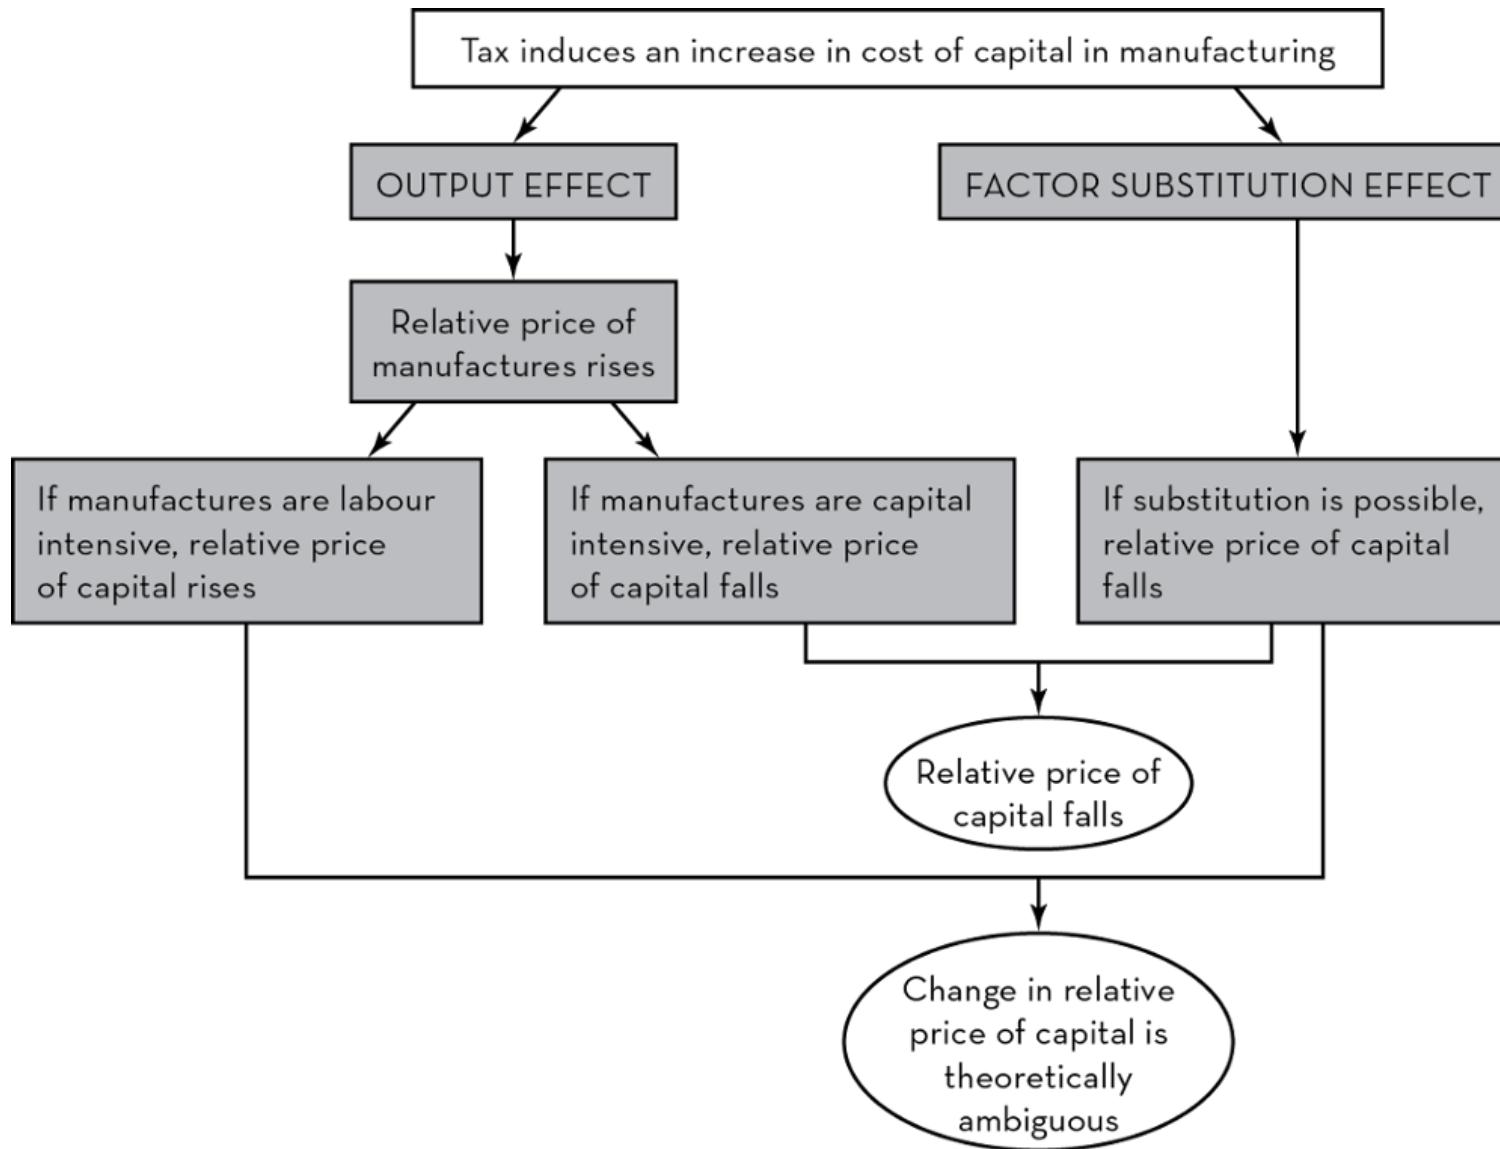 Tax induces an increase in cost of capital in manufacturing
OUTPUT EFFECT
FACTOR SUBSTITUTION EFFECT
Relative price of
manufactures rises
If manufactures are labour
intensive, relative price
of capital rises
If manufactures are capital
intensive, relative price
of capital falls
If substitution is possible,
relative price of capital
falls
Relative price of
capital falls
Change in relative
price of capital is
theoretically
ambiguous